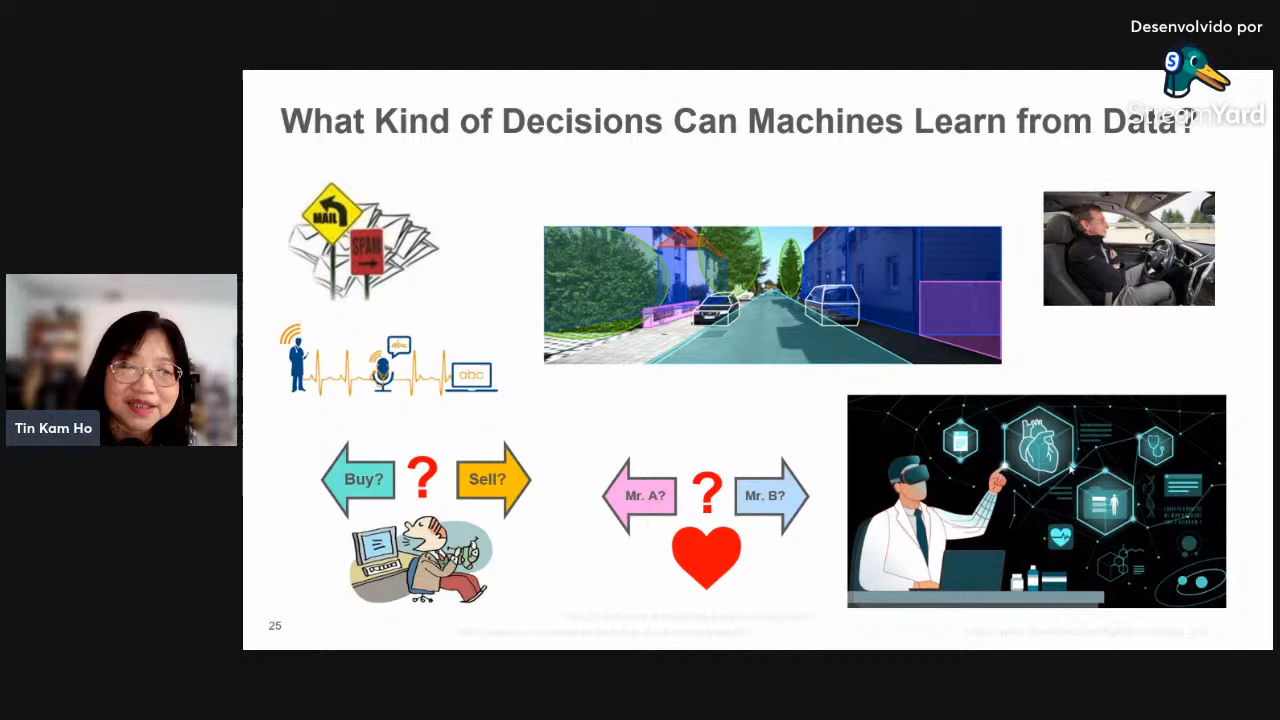 Desenvolvido por
StreamYard
What Kind of Decisions Can Machines Learn from Data?
MAIL
SPAM
abc
abc
Tin Kam Ho
Buy?
?
Sell?
Mr. A?
?
Mr. B?
25